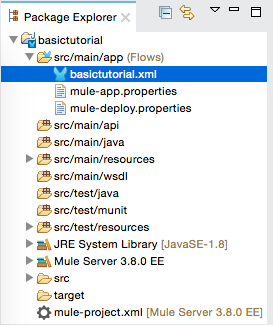 Package Explorer
basictutorial
src/main/app (Flows)
basictutorial.xml
mule-app.properties
mule-deploy.properties
src/main/api
src/main/java
src/main/resources
src/main/wsdl
src/test/java
src/test/munit
src/test/resources
JRE System Library [JavaSE-1.8]
Mule Server 3.8.0 EE
src
target
mule-project.xml [Mule Server 3.8.0 EE]